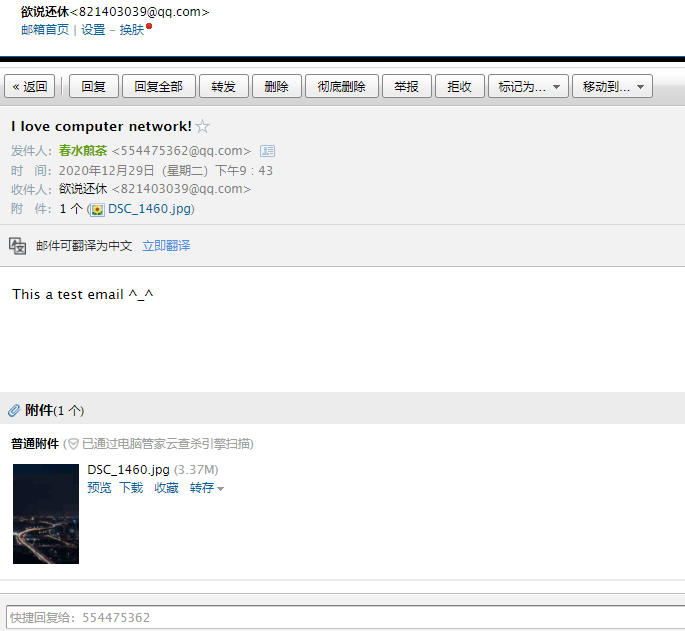 欲说还休<821403039@qq.com>
邮箱首页 | 设置 - 换肤
« 返回 回复 回复全部 转发 删除 彻底删除 举报 拒收 标记为... 移动到...
I love computer network!
发件人：春水煎茶 <554475362@qq.com>
时 间：2020年12月29日（星期二）下午9：43
收件人：欲说还休 <821403039@qq.com>
附 件：1 个 (DSC_1460.jpg)
邮件可翻译为中文 立即翻译
This a test email ^_^
附件(1 个)
普通附件 (已通过电脑管家云查杀引擎扫描)
DSC_1460.jpg (3.37M)
预览 下载 收藏 转存
快捷回复给：554475362